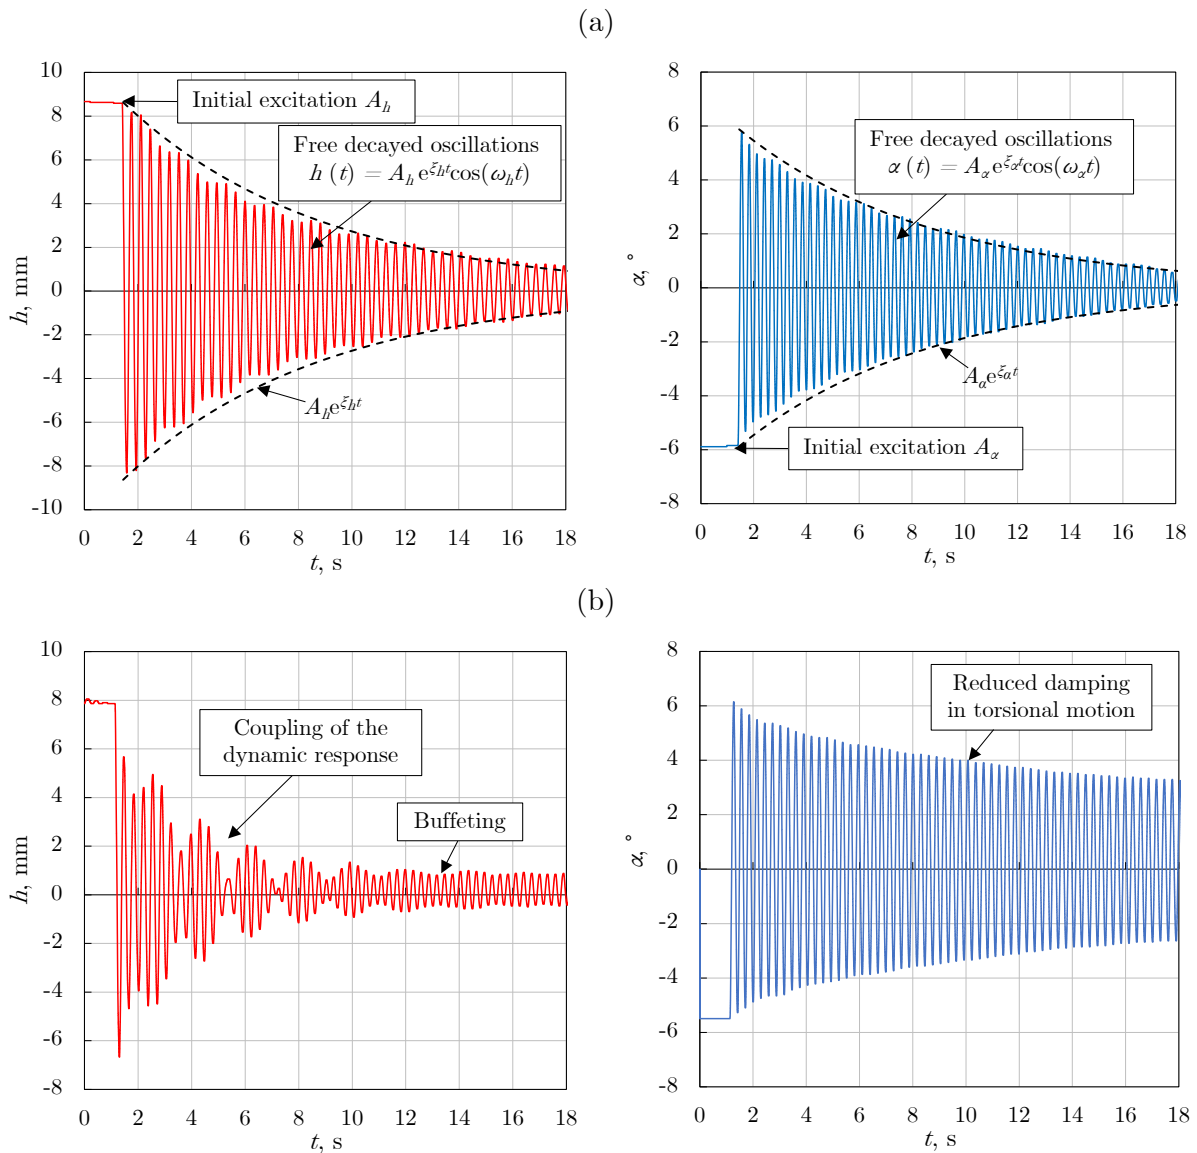 (a)
10
8
6
4
2
0
-2
-4
-6
-8
-10
h, mm
Initial excitation A_h
Free decayed oscillations
h (t) = A_h e^{ξ_h t}cos(ω_h t)
A_h e^{ξ_h t}
0 2 4 6 8 10 12 14 16 18
t, s
8
6
4
2
0
-2
-4
-6
-8
α, °
Free decayed oscillations
α (t) = A_α e^{ξ_α t}cos(ω_α t)
A_α e^{ξ_α t}
Initial excitation A_α
0 2 4 6 8 10 12 14 16 18
t, s
(b)
10
8
6
4
2
0
-2
-4
-6
-8
h, mm
Coupling of the
dynamic response
Buffeting
0 2 4 6 8 10 12 14 16 18
t, s
8
6
4
2
0
-2
-4
-6
-8
α, °
Reduced damping
in torsional motion
0 2 4 6 8 10 12 14 16 18
t, s